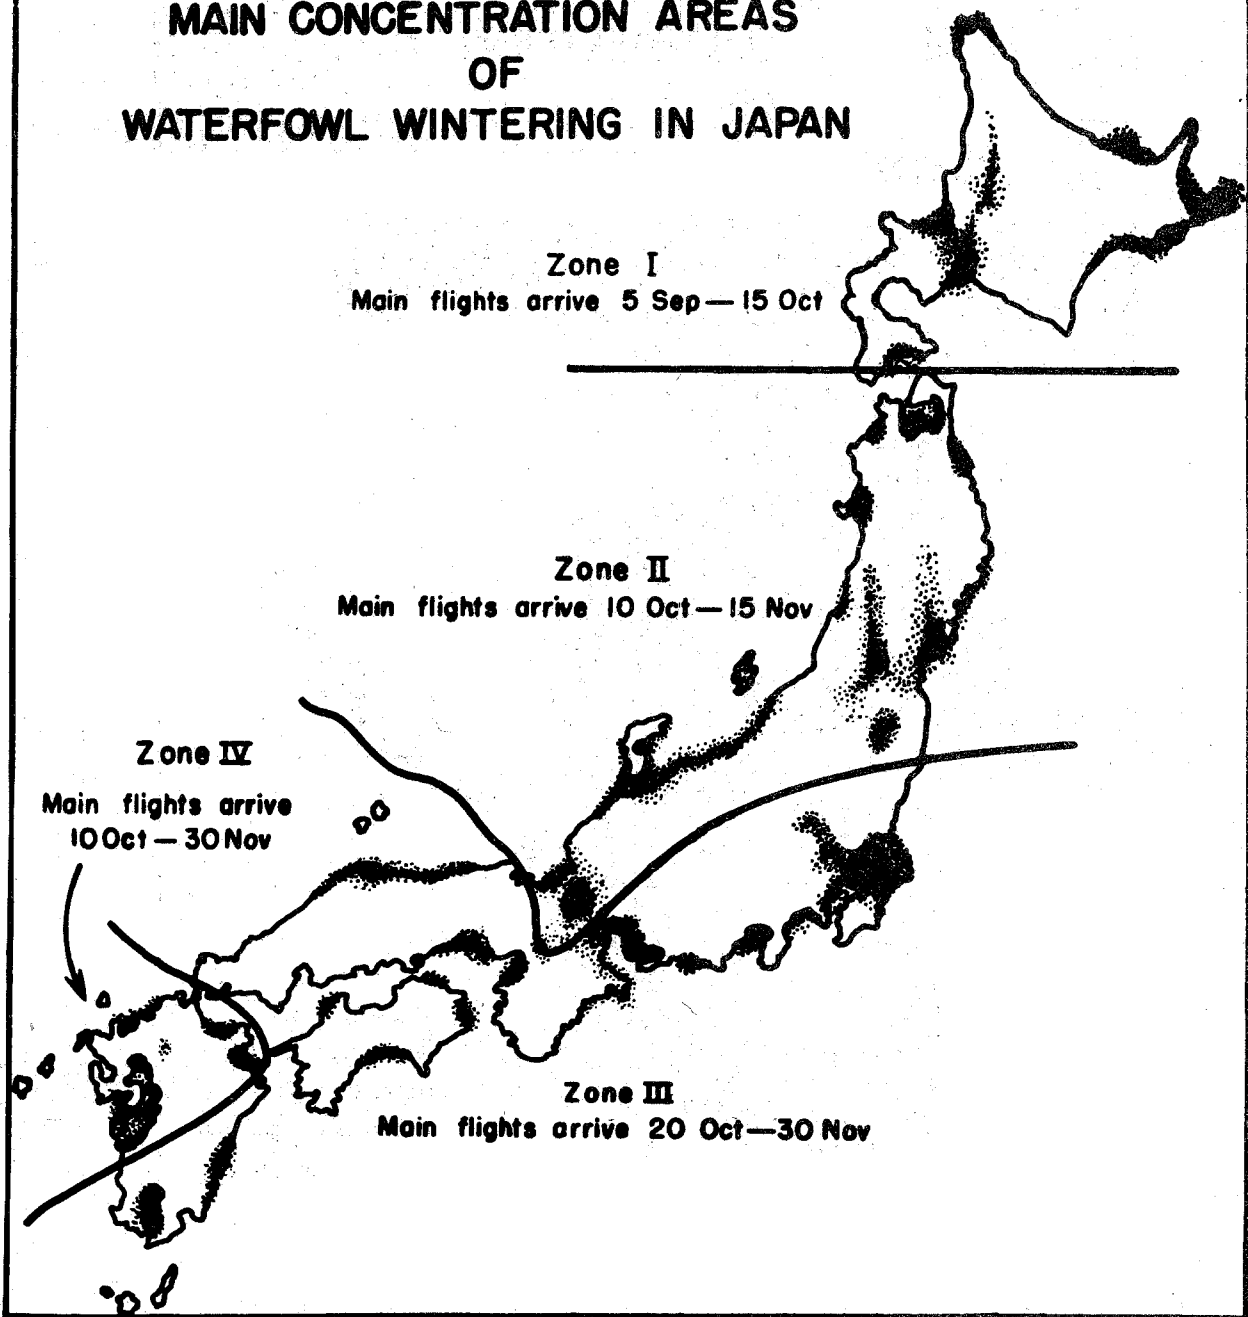 MAIN CONCENTRATION AREAS
OF
WATERFOWL WINTERING IN JAPAN
Zone I
Main flights arrive 5 Sep — 15 Oct
Zone II
Main flights arrive 10 Oct — 15 Nov
Zone IV
Main flights arrive
10 Oct — 30 Nov
Zone III
Main flights arrive 20 Oct — 30 Nov